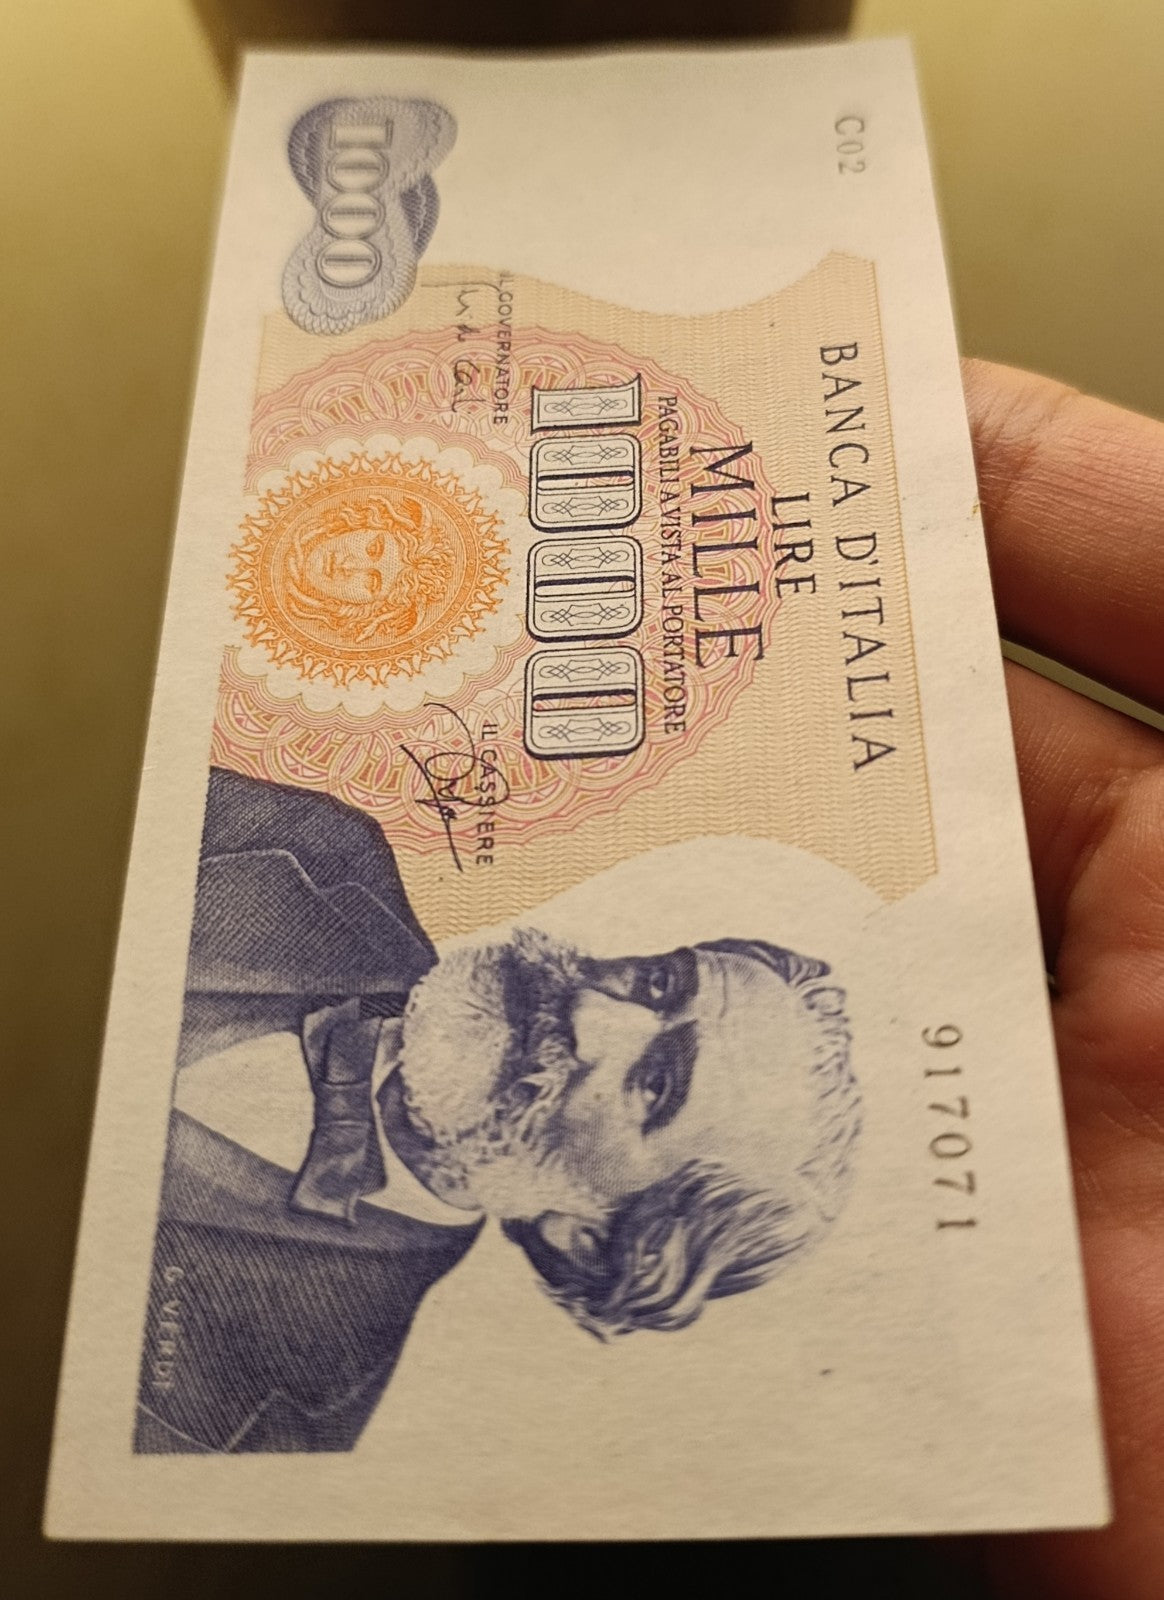 C02
917071
BANCA D'ITALIA
LIRE
MILLE
PAGABILI A VISTA AL PORTATORE
1000
IL GOVERNATORE
IL CASSIERE
1000
G. VERDI